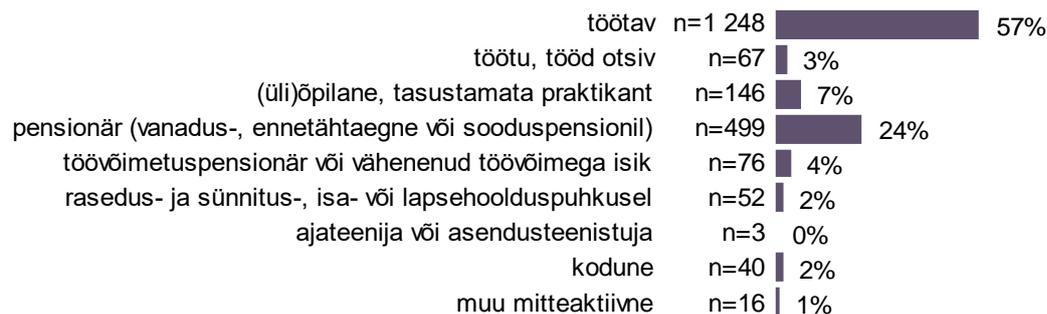 töötav n=1 248 57%
töötu, tööd otsiv n=67 3%
(üli)õpilane, tasustamata praktikant n=146 7%
pensionär (vanadus-, ennetähtaegne või sooduspensionil) n=499 24%
töövõimetuspensionär või vähenenud töövõimega isik n=76 4%
rasedus- ja sünnitus-, isa- või lapsehoolduspuhkusel n=52 2%
ajateenija või asendusteenistuja n=3 0%
kodune n=40 2%
muu mitteaktiivne n=16 1%